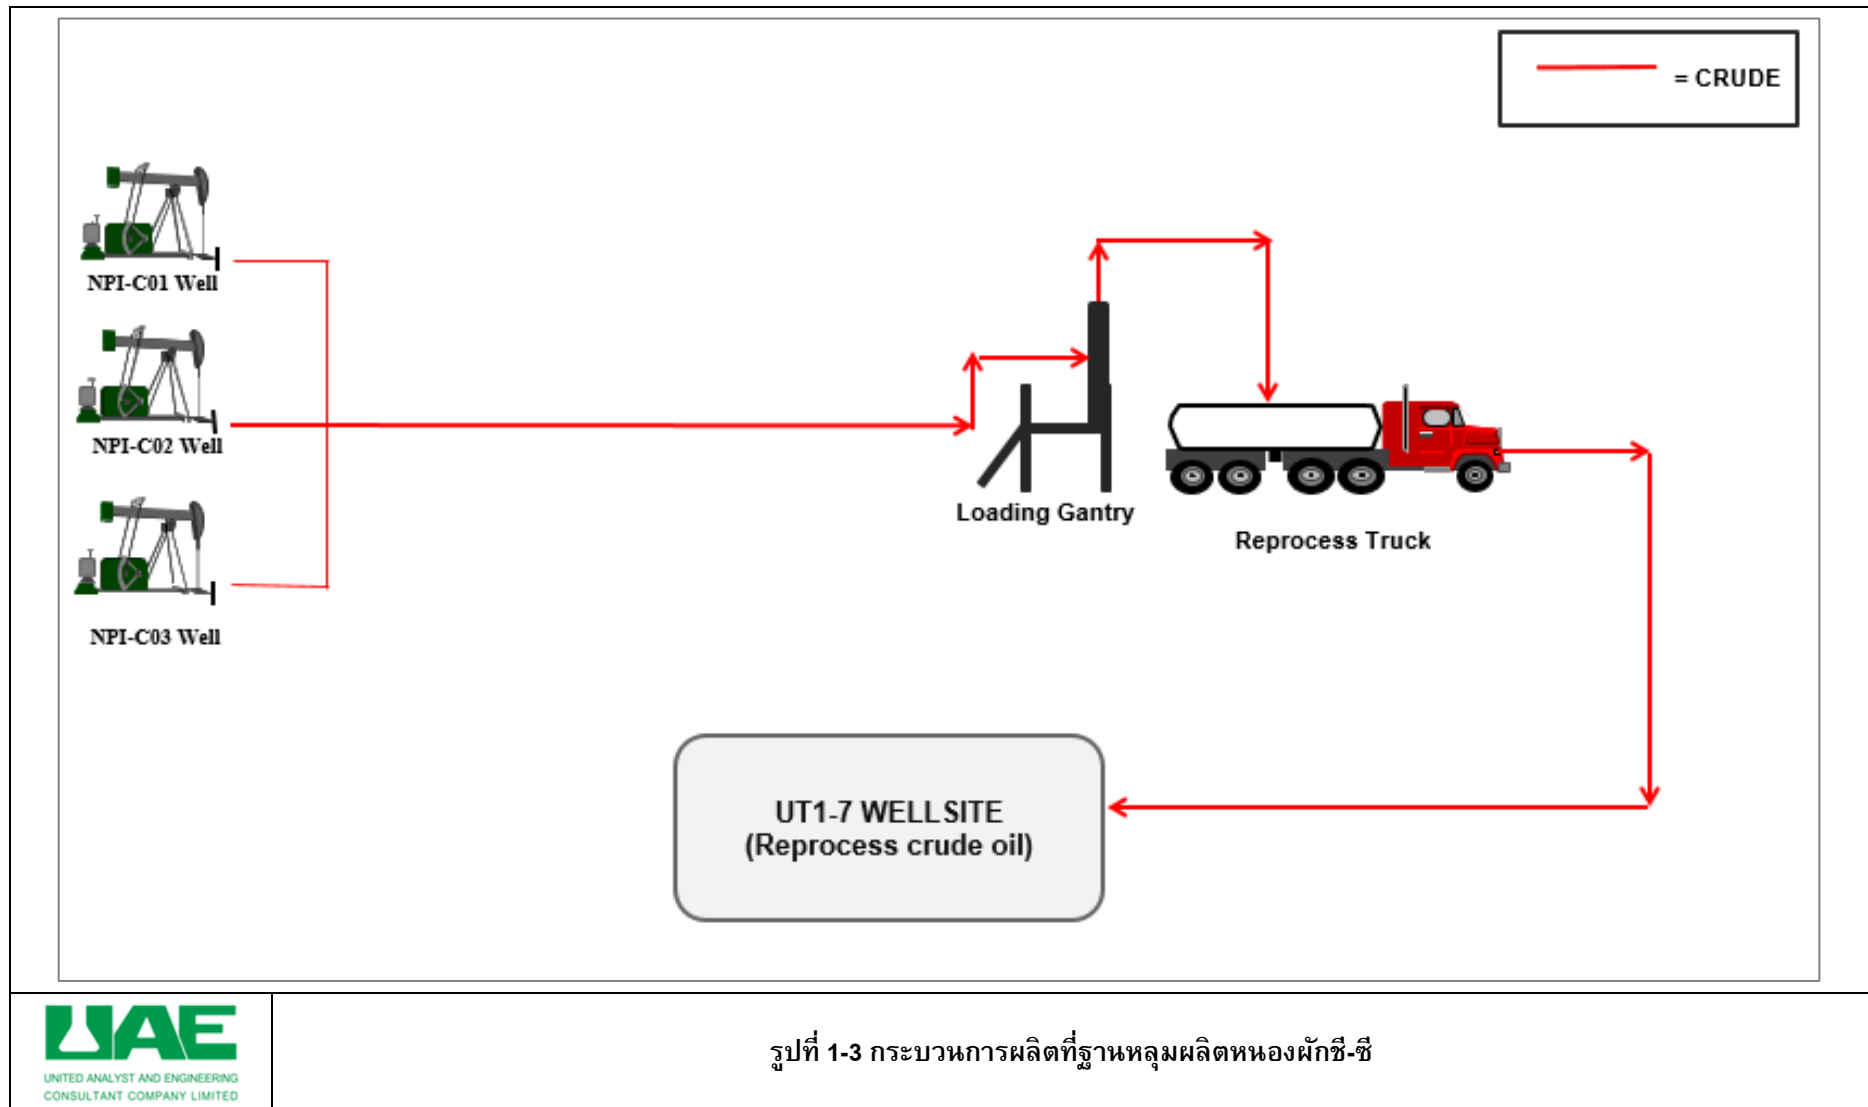 = CRUDE
NPI-C01 Well
NPI-C02 Well
NPI-C03 Well
Loading Gantry
Reprocess Truck
UT1-7 WELLSITE
(Reprocess crude oil)
UAE
UNITED ANALYST AND ENGINEERING
CONSULTANT COMPANY LIMITED
รูปที่ 1-3 กระบวนการผลิตที่ฐานหลุมผลิตหนองผักชี-ซี